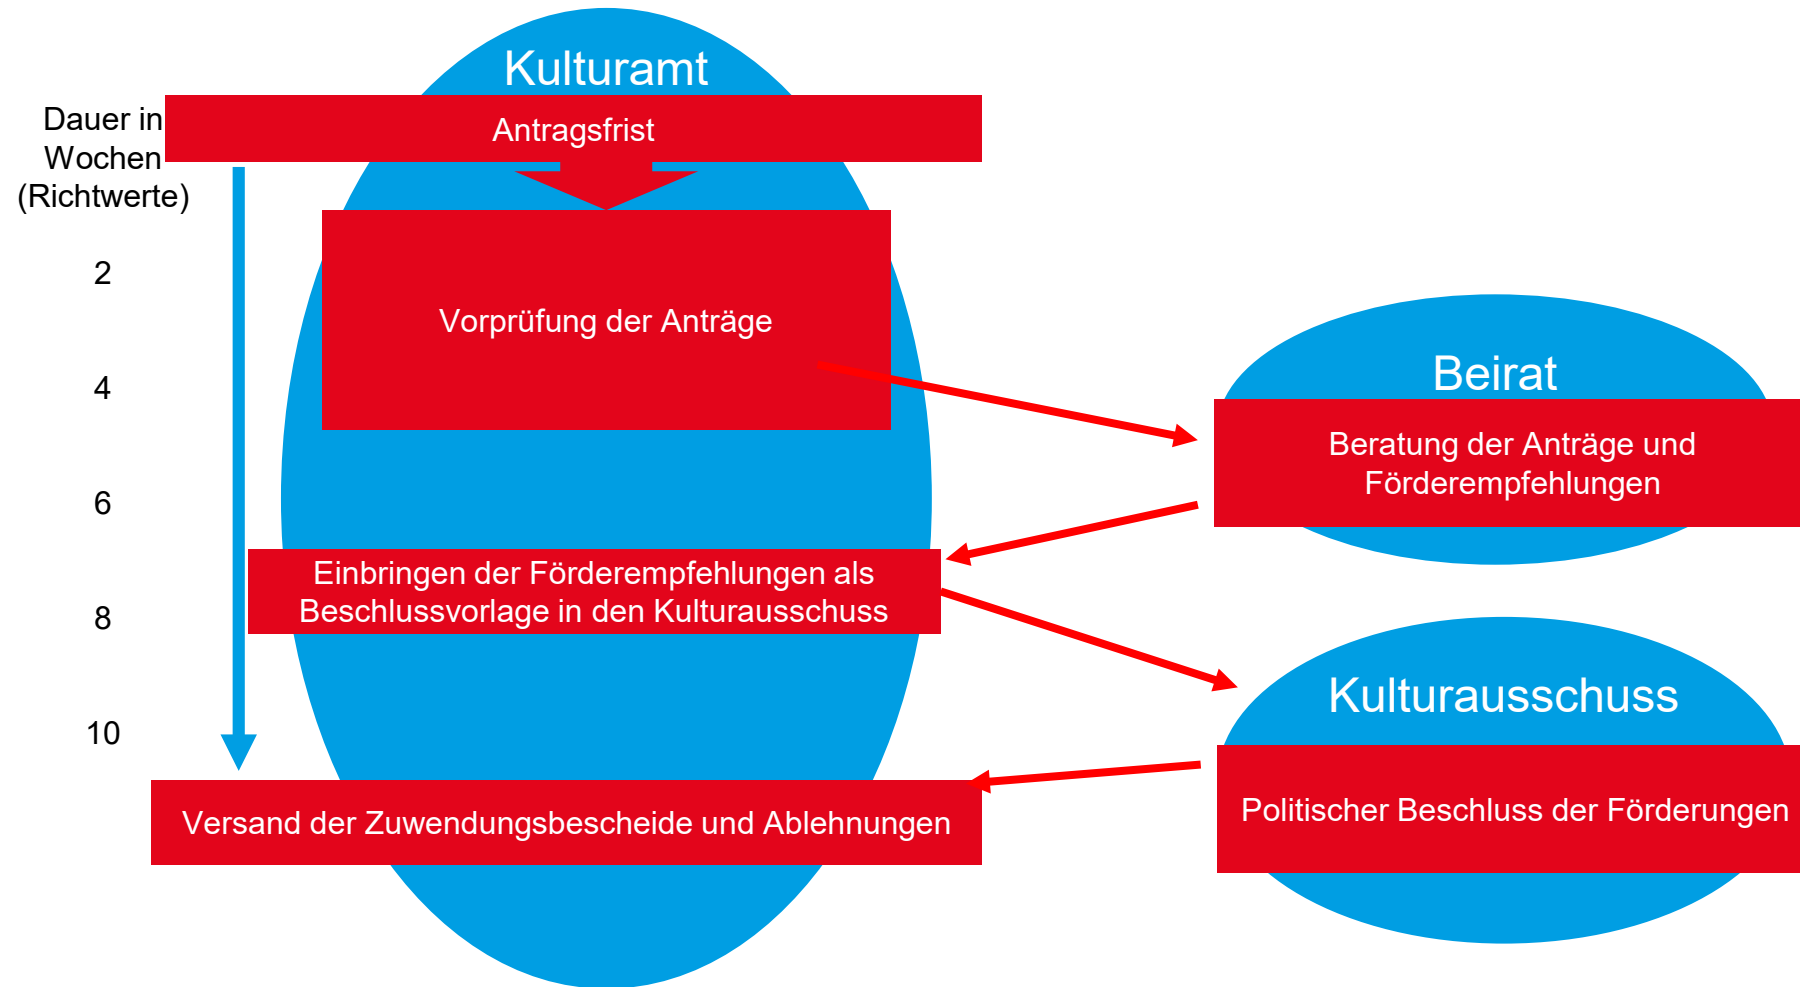 Kulturamt
Dauer in
Wochen
(Richtwerte)
Antragsfrist
2
Vorprüfung der Anträge
4
Beirat
Beratung der Anträge und
Förderempfehlungen
6
Einbringen der Förderempfehlungen als
Beschlussvorlage in den Kulturausschuss
8
Kulturausschuss
10
Politischer Beschluss der Förderungen
Versand der Zuwendungsbescheide und Ablehnungen